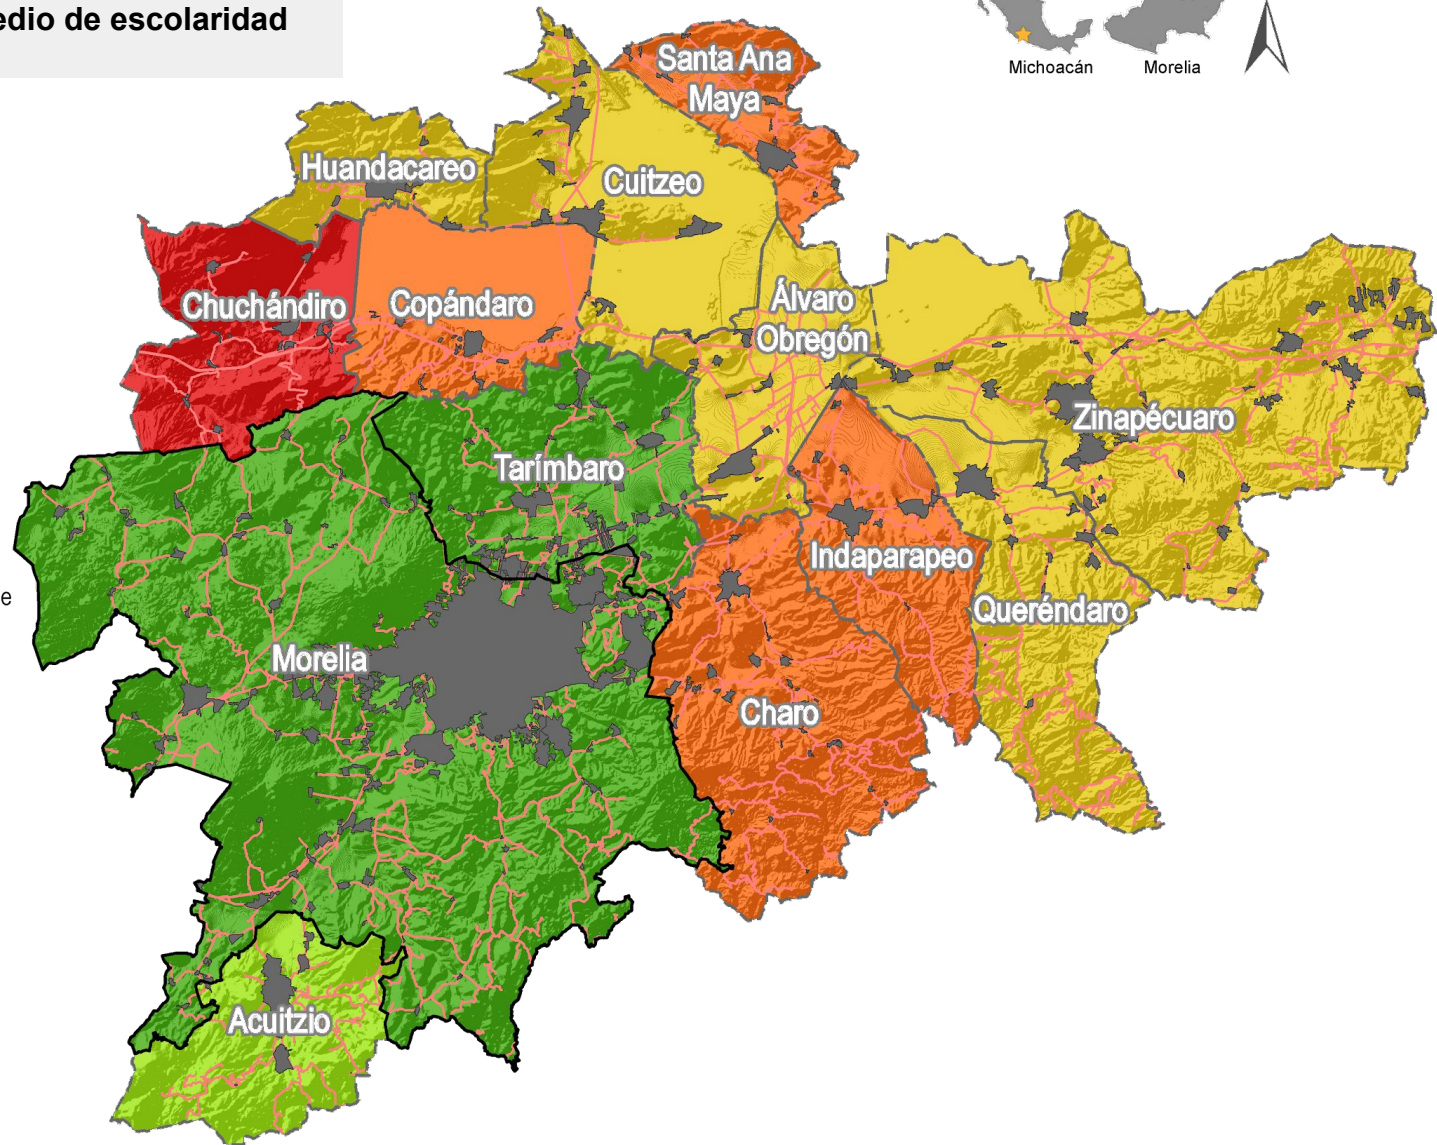 edio de escolaridad
Michoacán
Morelia
Santa Ana
Maya
Huandacareo
Cuitzeo
Chuchándiro
Copándaro
Álvaro
Obregón
Zinapécuaro
Tarímbaro
Indaparapeo
e
Queréndaro
Morelia
Charo
Acuitzio